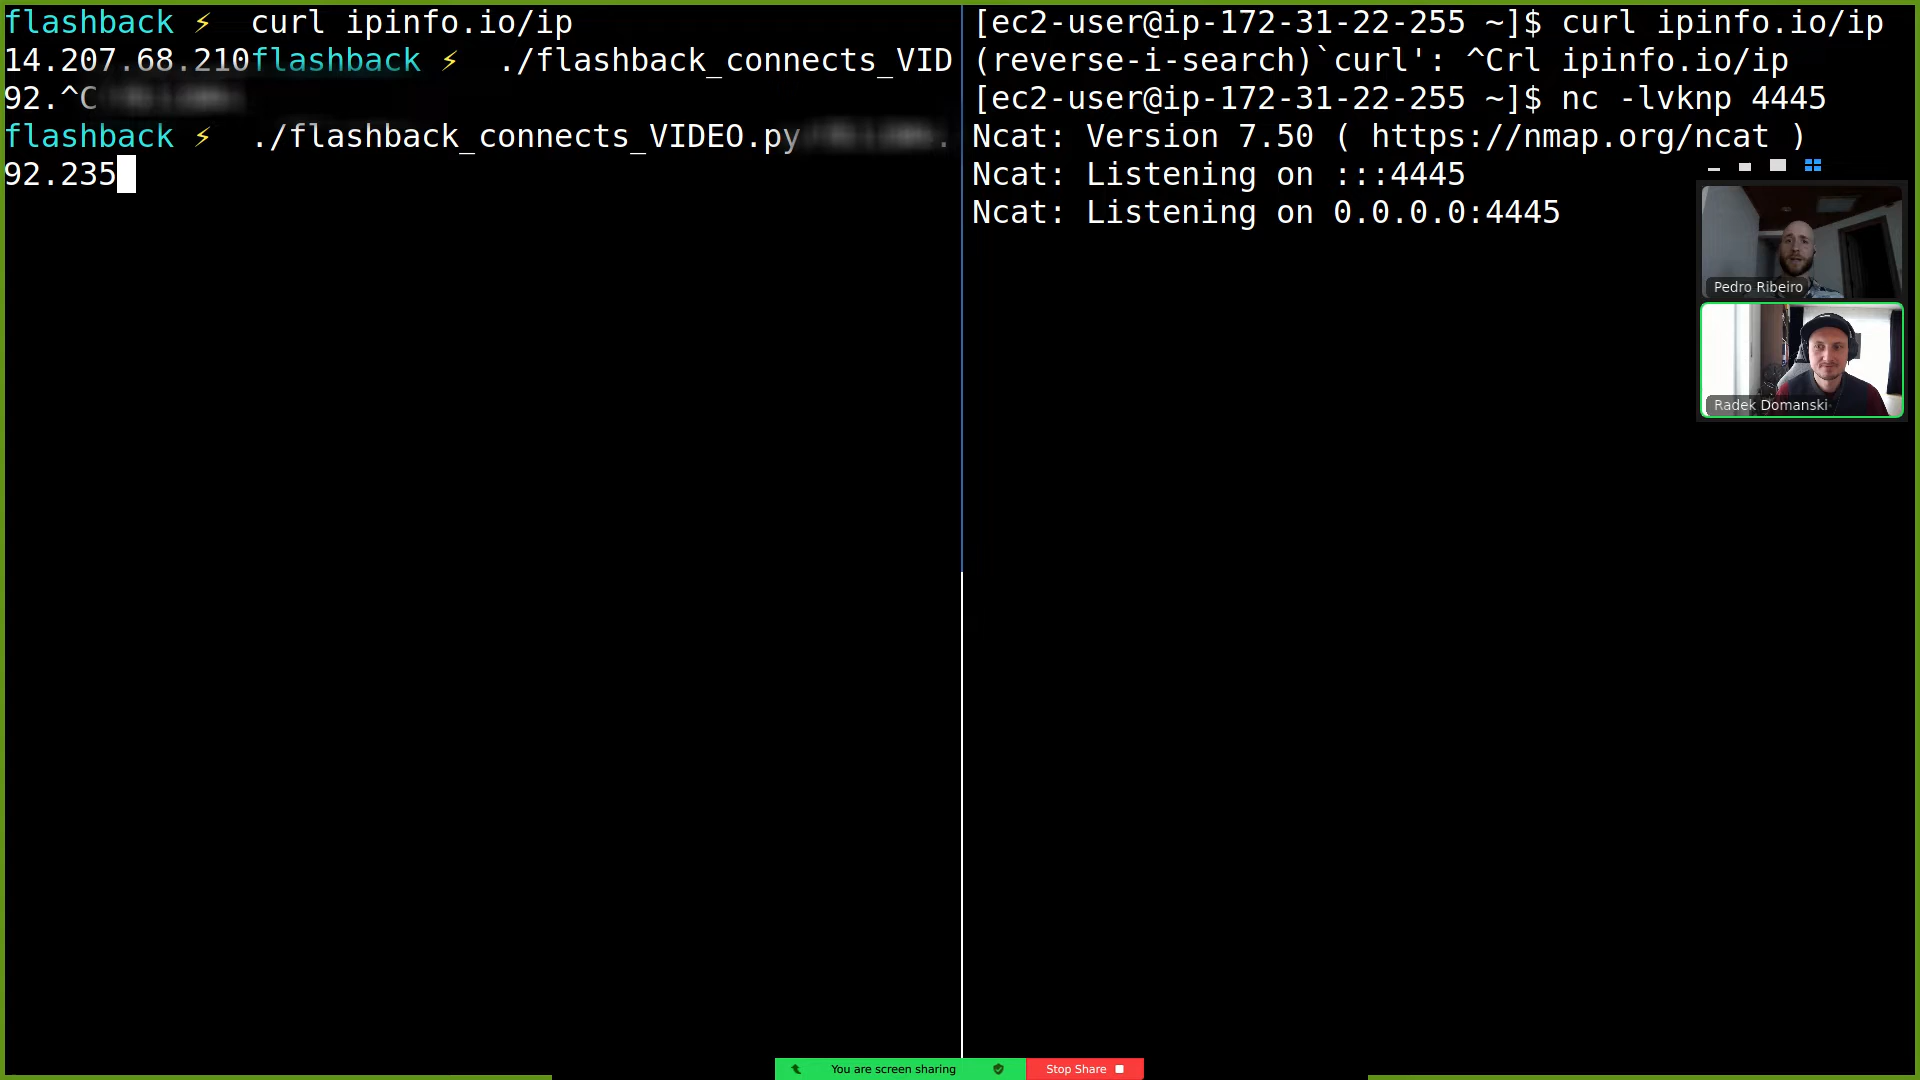 flashback ⚡ curl ipinfo.io/ip
14.207.68.210flashback ⚡ ./flashback_connects_VID
92.^C
flashback ⚡ ./flashback_connects_VIDEO.py
92.235
[ec2-user@ip-172-31-22-255 ~]$ curl ipinfo.io/ip
(reverse-i-search)`curl': ^Crl ipinfo.io/ip
[ec2-user@ip-172-31-22-255 ~]$ nc -lvknp 4445
Ncat: Version 7.50 ( https://nmap.org/ncat )
Ncat: Listening on :::4445
Ncat: Listening on 0.0.0.0:4445
Pedro Ribeiro
Radek Domanski
You are screen sharing
Stop Share